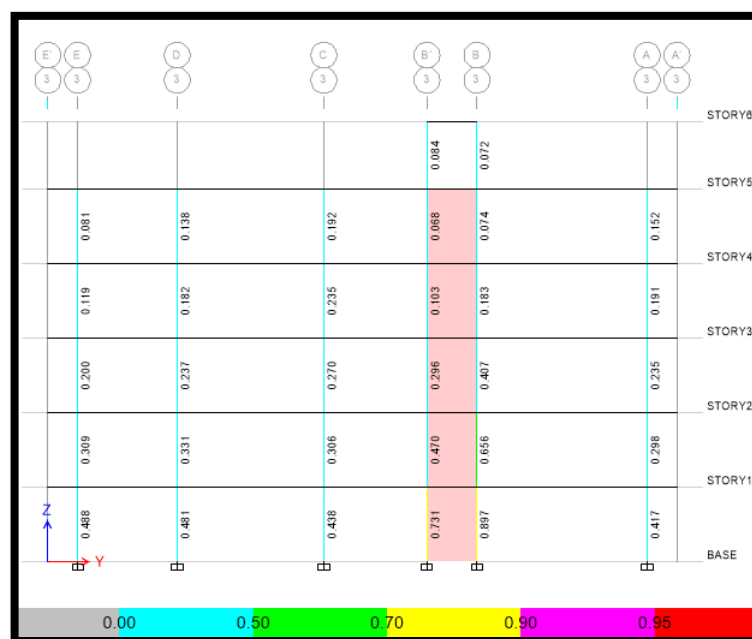 E' E D C B' B A A'
3 3 3 3 3 3 3 3
STORY6
0.084 0.072
STORY5
0.081 0.138 0.192 0.068 0.074 0.152
STORY4
0.119 0.182 0.235 0.103 0.183 0.191
STORY3
0.200 0.237 0.270 0.296 0.407 0.235
STORY2
0.309 0.331 0.306 0.470 0.656 0.298
STORY1
0.488 0.481 0.438 0.731 0.897 0.417
Z
Y
BASE
0.00 0.50 0.70 0.90 0.95